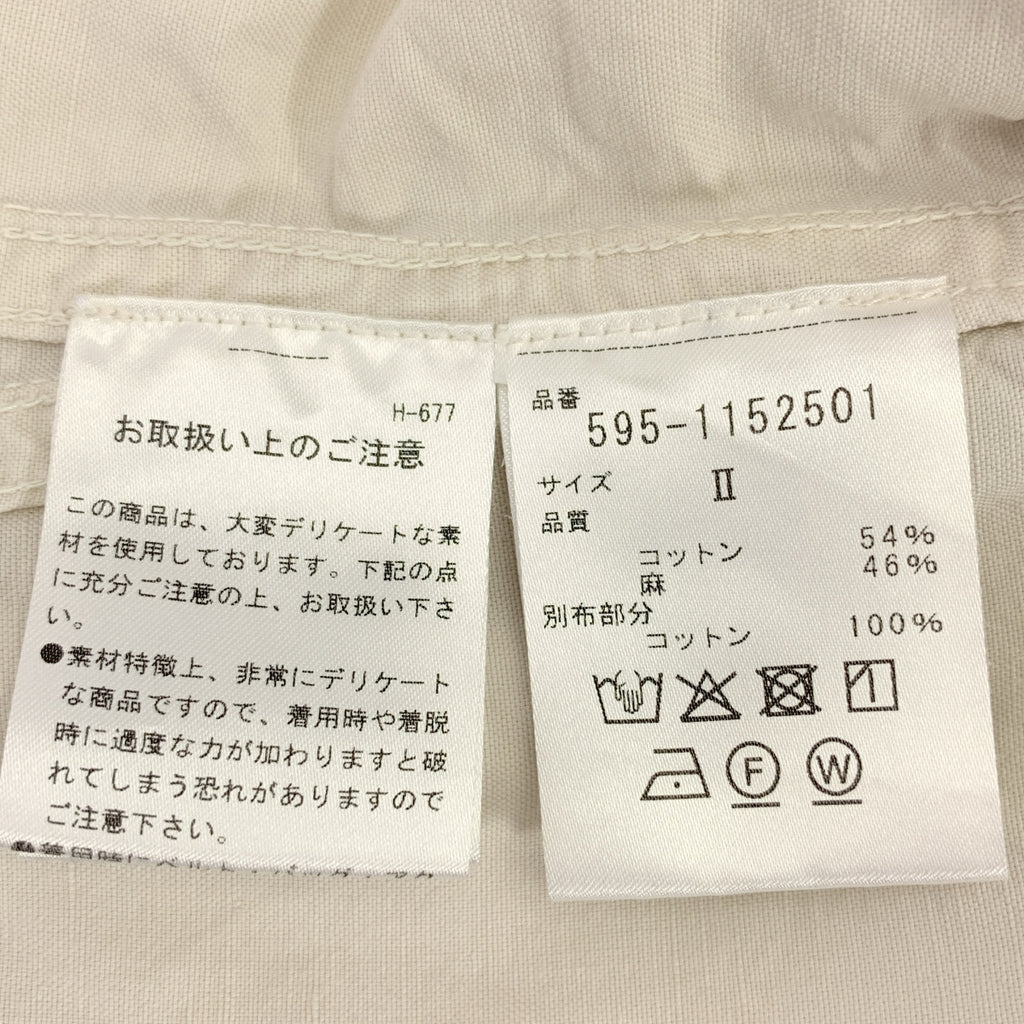 H-677
お取扱い上のご注意
この商品は、大変デリケートな素
材を使用しております。下記の点
に充分ご注意の上、お取扱い下さ
い。
●素材特徴上、非常にデリケート
な商品ですので、着用時や着脱
時に過度な力が加わりますと破
れてしまう恐れがありますので
ご注意下さい。
品番 595-1152501
サイズ Ⅱ
品質
コットン 54%
麻 46%
別布部分
コットン 100%
F W